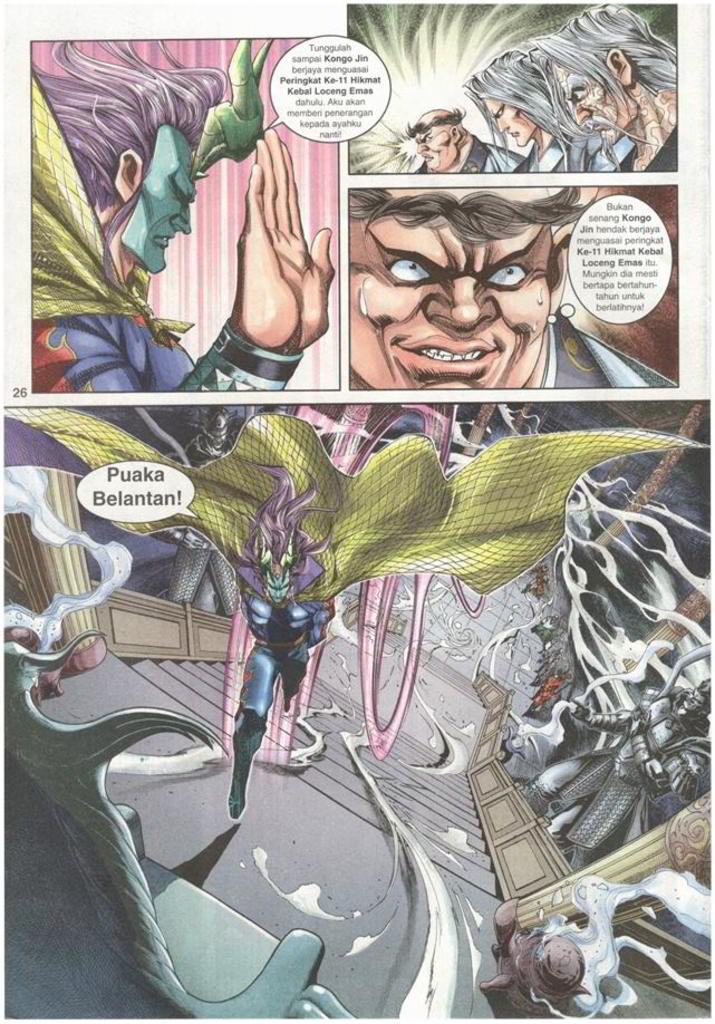 Tunggulah
sampai Kongo Jin
berjaya menguasai
Peringkat Ke-11 Hikmat
Kebal Loceng Emas
dahulu. Aku akan
memberi penerangan
kepada ayahku
nanti!
Bukan
senang Kongo
Jin hendak berjaya
menguasai peringkat
Ke-11 Hikmat Kebal
Loceng Emas itu.
Mungkin dia mesti
bertapa bertahun-
tahun untuk
berlatihnya!
26
Puaka
Belantan!